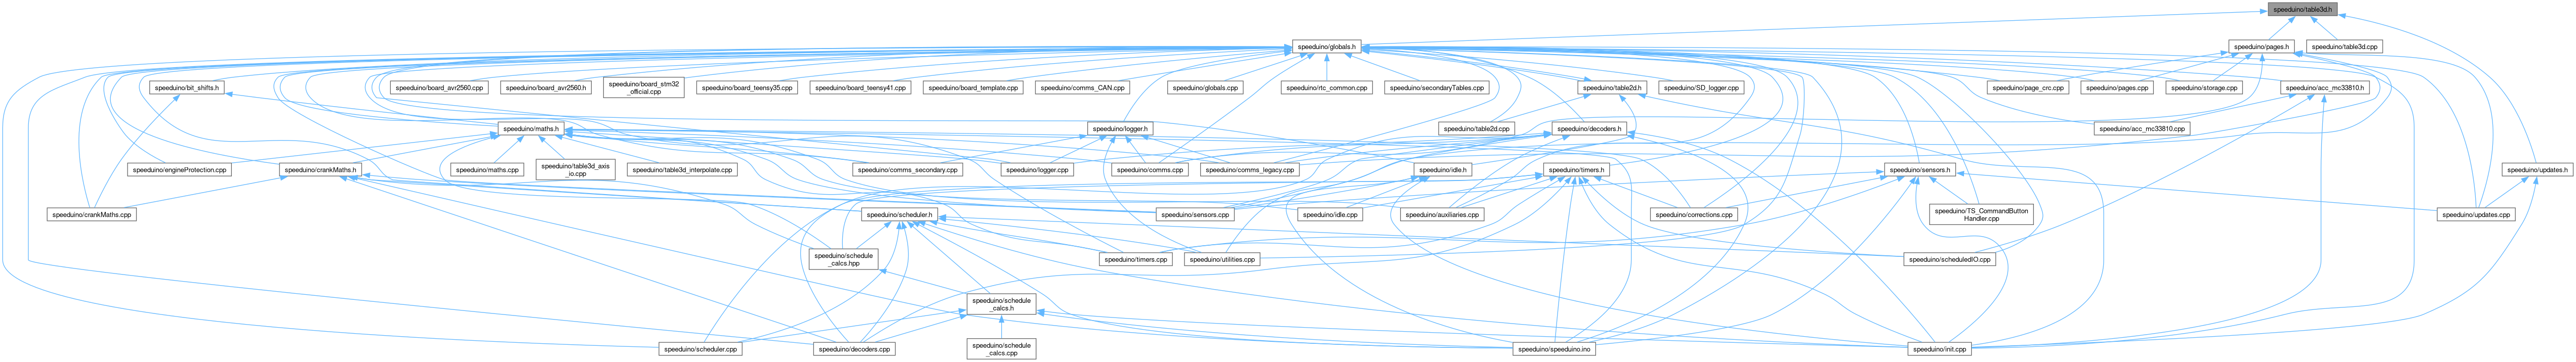 speeduino/table3d.h
speeduino/globals.h
speeduino/pages.h
speeduino/table3d.cpp
speeduino/bit_shifts.h
speeduino/board_avr2560.cpp
speeduino/board_avr2560.h
speeduino/board_stm32
_official.cpp
speeduino/board_teensy35.cpp
speeduino/board_teensy41.cpp
speeduino/board_template.cpp
speeduino/comms_CAN.cpp
speeduino/globals.cpp
speeduino/rtc_common.cpp
speeduino/secondaryTables.cpp
speeduino/table2d.h
speeduino/SD_logger.cpp
speeduino/page_crc.cpp
speeduino/pages.cpp
speeduino/storage.cpp
speeduino/acc_mc33810.h
speeduino/maths.h
speeduino/logger.h
speeduino/table2d.cpp
speeduino/decoders.h
speeduino/acc_mc33810.cpp
speeduino/engineProtection.cpp
speeduino/crankMaths.h
speeduino/maths.cpp
speeduino/table3d_axis
_io.cpp
speeduino/table3d_interpolate.cpp
speeduino/comms_secondary.cpp
speeduino/logger.cpp
speeduino/comms.cpp
speeduino/comms_legacy.cpp
speeduino/idle.h
speeduino/timers.h
speeduino/sensors.h
speeduino/updates.h
speeduino/crankMaths.cpp
speeduino/scheduler.h
speeduino/sensors.cpp
speeduino/idle.cpp
speeduino/auxiliaries.cpp
speeduino/corrections.cpp
speeduino/TS_CommandButton
Handler.cpp
speeduino/updates.cpp
speeduino/schedule
_calcs.hpp
speeduino/timers.cpp
speeduino/utilities.cpp
speeduino/scheduledIO.cpp
speeduino/schedule
_calcs.h
speeduino/scheduler.cpp
speeduino/decoders.cpp
speeduino/schedule
_calcs.cpp
speeduino/speeduino.ino
speeduino/init.cpp